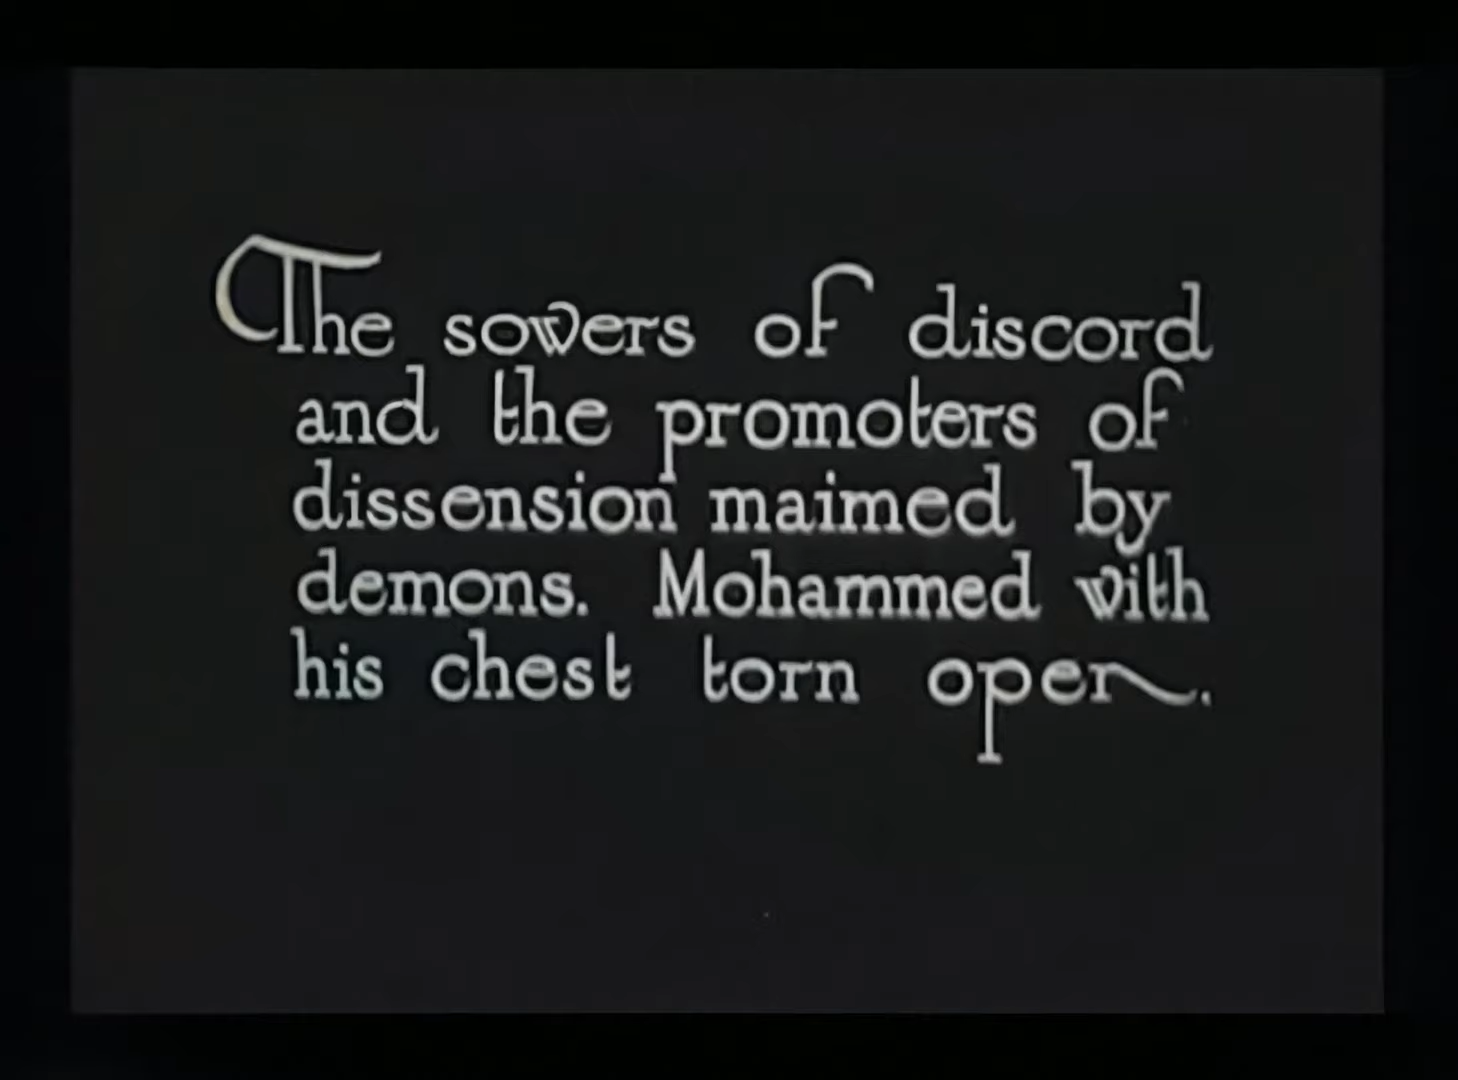 The sowers of discord
and the promoters of
dissension maimed by
demons. Mohammed with
his chest torn open.